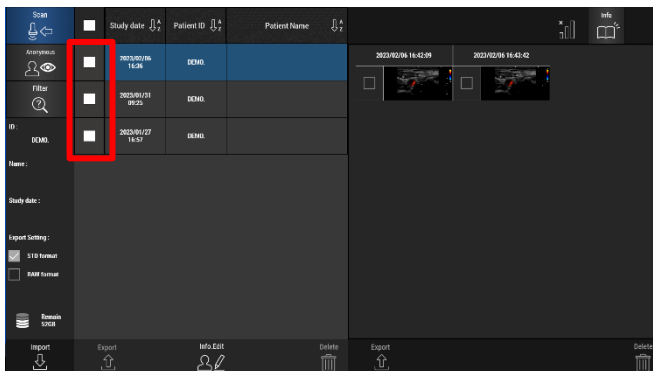 Scan
Study date
Patient ID
Patient Name
Info
Anonymous
Filter
ID :
DEMO.
Name :
Study date :
Export Setting :
STD format
RAW format
Remain
52GB
2023/02/06
16:36
DEMO.
2023/01/31
09:25
DEMO.
2023/01/27
16:57
DEMO.
2023/02/06 16:42:09
2023/02/06 16:43:42
Import
Export
Info.Edit
Delete
Export
Delete